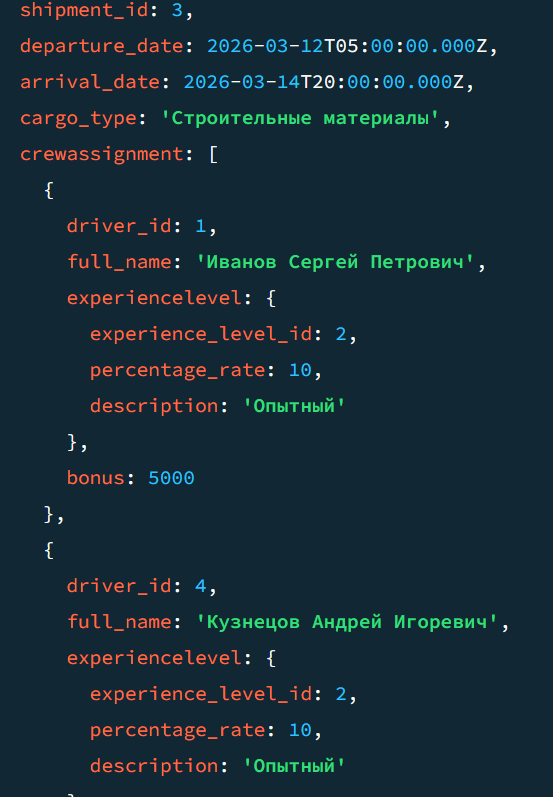 shipment_id: 3,
departure_date: 2026-03-12T05:00:00.000Z,
arrival_date: 2026-03-14T20:00:00.000Z,
cargo_type: 'Строительные материалы',
crewassignment: [
{
driver_id: 1,
full_name: 'Иванов Сергей Петрович',
experiencelevel: {
experience_level_id: 2,
percentage_rate: 10,
description: 'Опытный'
},
bonus: 5000
},
{
driver_id: 4,
full_name: 'Кузнецов Андрей Игоревич',
experiencelevel: {
experience_level_id: 2,
percentage_rate: 10,
description: 'Опытный'